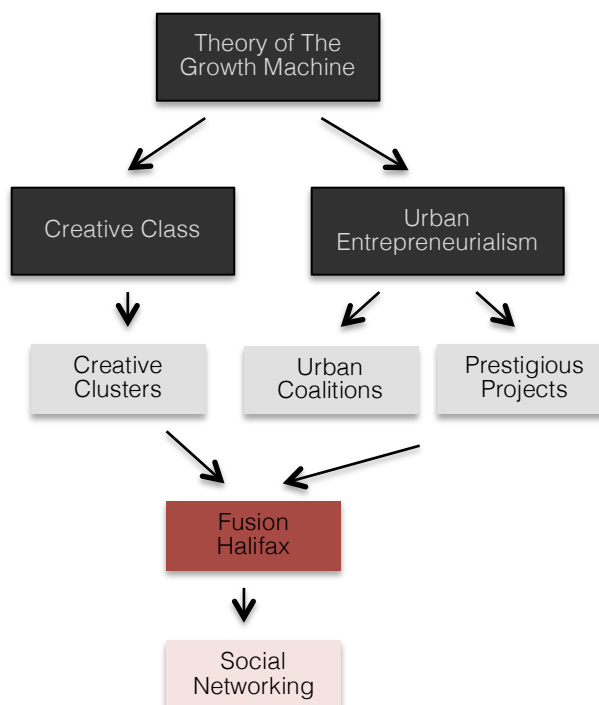 Theory of The
Growth Machine
Creative Class
Urban
Entrepreneurialism
Creative
Clusters
Urban
Coalitions
Prestigious
Projects
Fusion
Halifax
Social
Networking